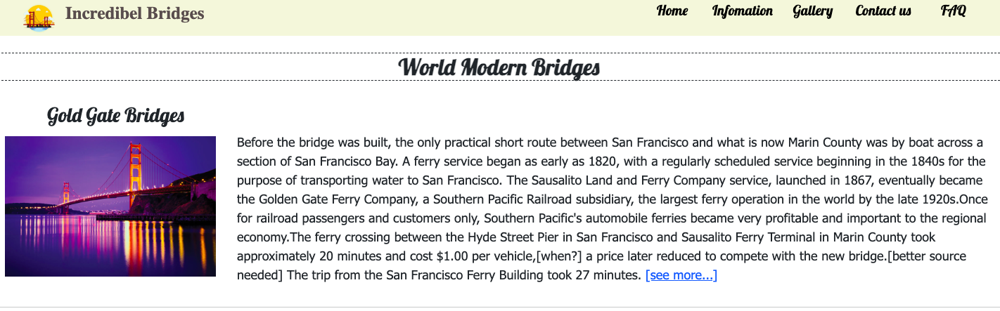 Incredibel Bridges
Home Infomation Gallery Contact us FAQ
World Modern Bridges
Gold Gate Bridges
Before the bridge was built, the only practical short route between San Francisco and what is now Marin County was by boat across a
section of San Francisco Bay. A ferry service began as early as 1820, with a regularly scheduled service beginning in the 1840s for the
purpose of transporting water to San Francisco. The Sausalito Land and Ferry Company service, launched in 1867, eventually became
the Golden Gate Ferry Company, a Southern Pacific Railroad subsidiary, the largest ferry operation in the world by the late 1920s.Once
for railroad passengers and customers only, Southern Pacific's automobile ferries became very profitable and important to the regional
economy.The ferry crossing between the Hyde Street Pier in San Francisco and Sausalito Ferry Terminal in Marin County took
approximately 20 minutes and cost $1.00 per vehicle,[when?] a price later reduced to compete with the new bridge.[better source
needed] The trip from the San Francisco Ferry Building took 27 minutes. [see more...]